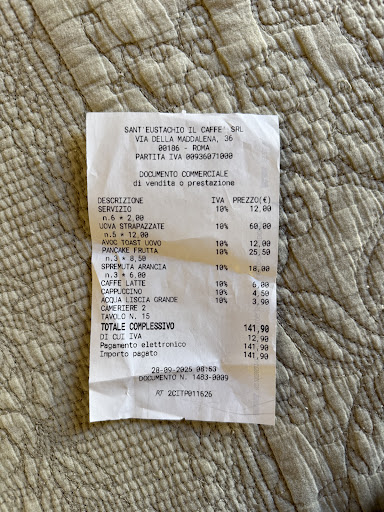 SANT'EUSTACHIO IL CAFFE' SRL
VIA DELLA MADDALENA, 36
00186 - ROMA
PARTITA IVA 00936071000
DOCUMENTO COMMERCIALE
di vendita o prestazione
DESCRIZIONE IVA PREZZO(€)
SERVIZIO 10% 12,00
n.6 * 2,00
UOVA STRAPAZZATE 10% 60,00
n.5 * 12,00
AVOC TOAST UOVO 10% 12,00
PANCAKE FRUTTA 10% 25,50
n.3 * 8,50
SPREMUTA ARANCIA 10% 18,00
n.3 * 6,00
CAFFE LATTE 10% 6,00
CAPPUCCINO 10% 4,50
ACQUA LISCIA GRANDE 10% 3,90
CAMERIERE 2
TAVOLO N. 15
TOTALE COMPLESSIVO 141,90
DI CUI IVA 12,90
Pagamento elettronico 141,90
Importo pagato 141,90
28-09-2025 08:53
DOCUMENTO N. 1483-0009
RT 2CITP011626